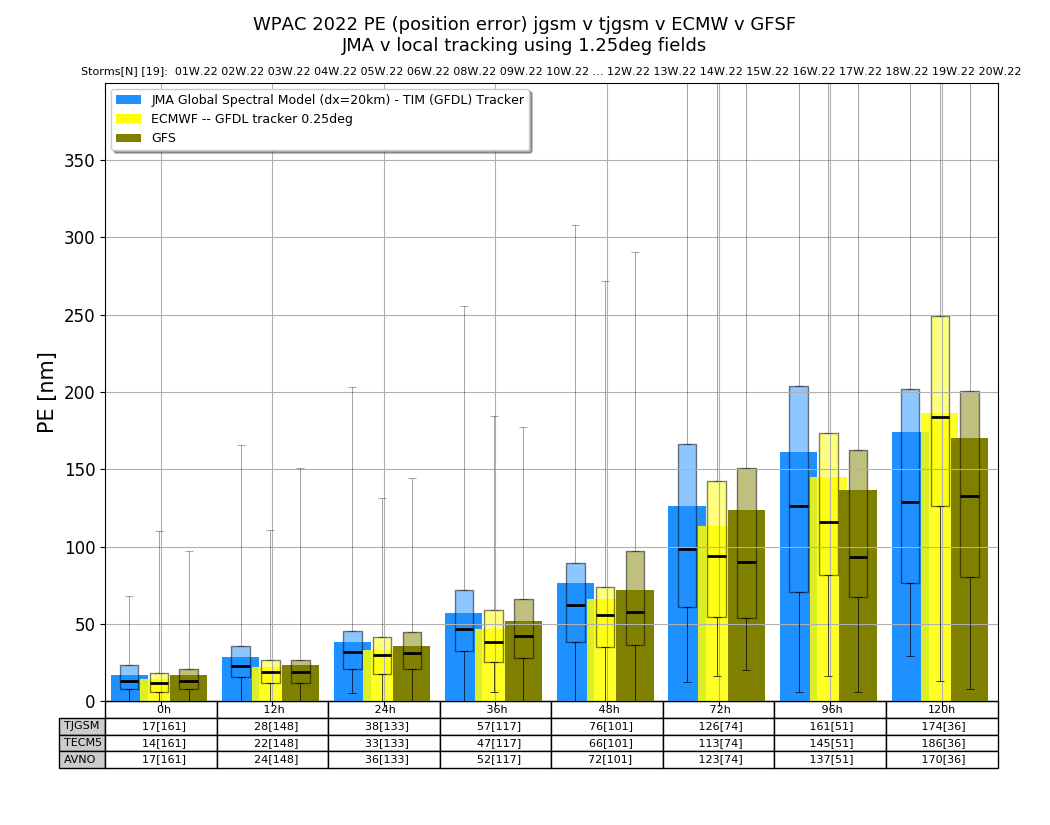 WPAC 2022 PE (position error) jgsm v tjgsm v ECMW v GFSF
JMA v local tracking using 1.25deg fields
Storms[N] [19]: 01W.22 02W.22 03W.22 04W.22 05W.22 06W.22 08W.22 09W.22 10W.22 ... 12W.22 13W.22 14W.22 15W.22 16W.22 17W.22 18W.22 19W.22 20W.22
JMA Global Spectral Model (dx=20km) - TIM (GFDL) Tracker
ECMWF -- GFDL tracker 0.25deg
GFS
PE [nm]
350
300
250
200
150
100
50
0
0h 12h 24h 36h 48h 72h 96h 120h
TJGSM 17[161] 28[148] 38[133] 57[117] 76[101] 126[74] 161[51] 174[36]
TECM5 14[161] 22[148] 33[133] 47[117] 66[101] 113[74] 145[51] 186[36]
AVNO 17[161] 24[148] 36[133] 52[117] 72[101] 123[74] 137[51] 170[36]